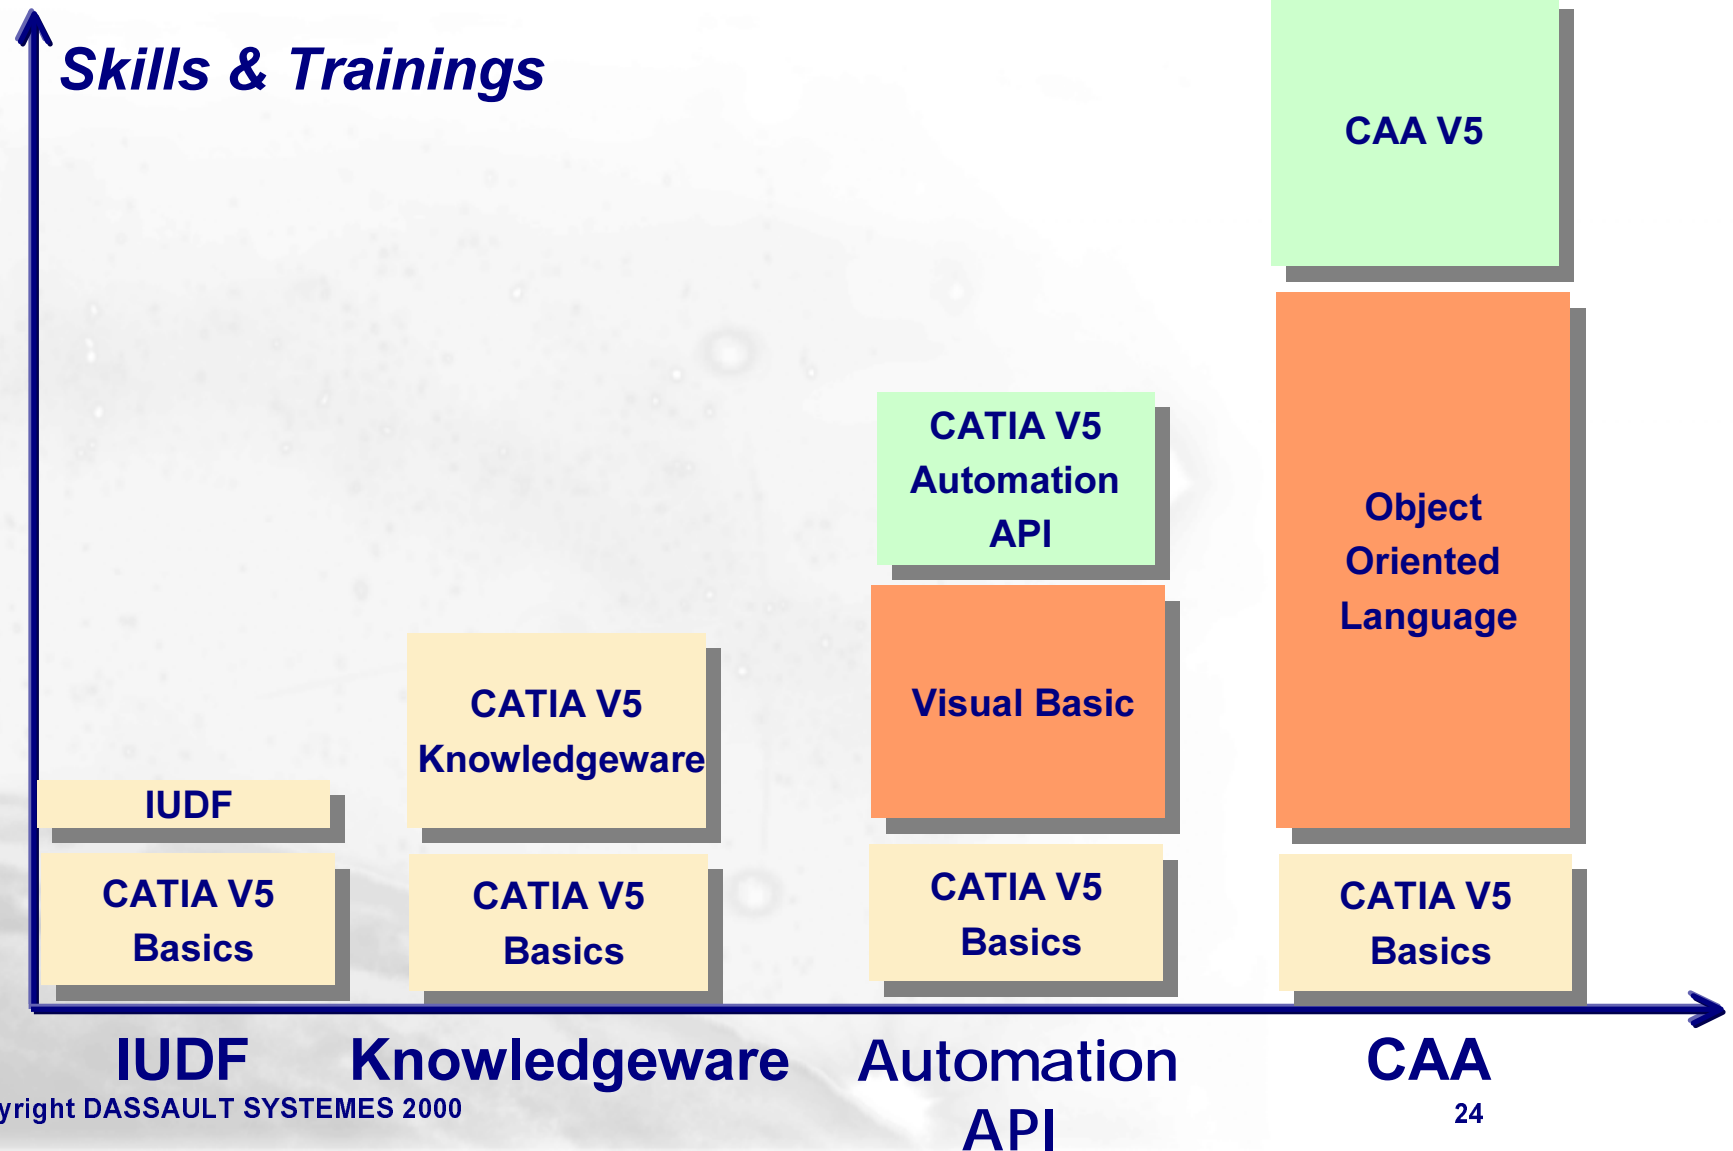 Skills & Trainings
CAA V5
Object
Oriented
Language
CATIA V5
Basics
CATIA V5
Automation
API
Visual Basic
CATIA V5
Basics
CATIA V5
Knowledgeware
CATIA V5
Basics
IUDF
CATIA V5
Basics
IUDF
Knowledgeware
Automation
API
CAA
yright DASSAULT SYSTEMES 2000
24